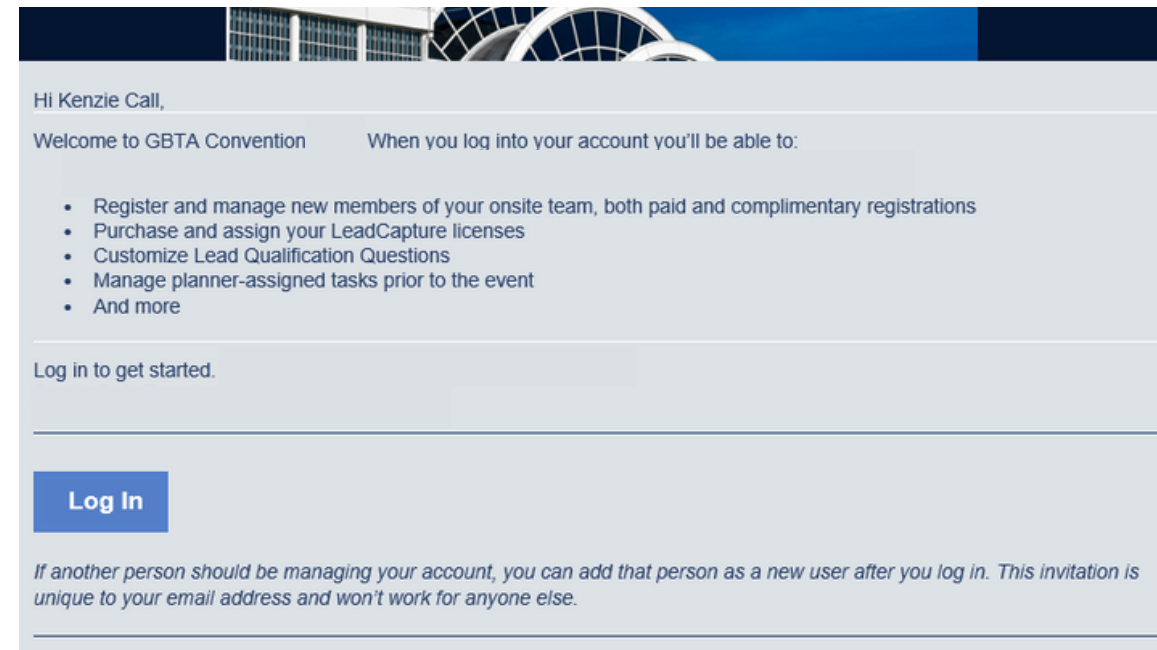 Hi Kenzie Call,
Welcome to GBTA Convention When you log into your account you'll be able to:
• Register and manage new members of your onsite team, both paid and complimentary registrations
• Purchase and assign your LeadCapture licenses
• Customize Lead Qualification Questions
• Manage planner-assigned tasks prior to the event
• And more
Log in to get started.
Log In
If another person should be managing your account, you can add that person as a new user after you log in. This invitation is
unique to your email address and won't work for anyone else.